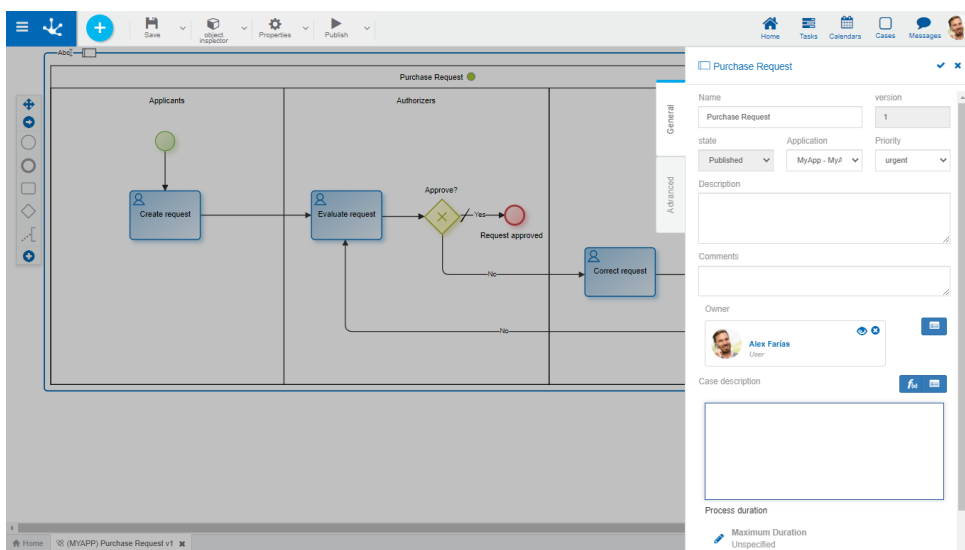 Save
object
inspector
Properties
Publish
Home
Tasks
Calendars
Cases
Messages
Abc
Purchase Request
Applicants
Authorizers
Create request
Evaluate request
Approve?
Yes
Request approved
No
Correct request
No
General
Advanced
Purchase Request
Name
version
Purchase Request
1
state
Application
Priority
Published
MyApp - MyA
urgent
Description
Comments
Owner
Alex Farías
User
Case description
f(x)
Process duration
Maximum Duration
Unspecified
Home
(MYAPP) Purchase Request v1